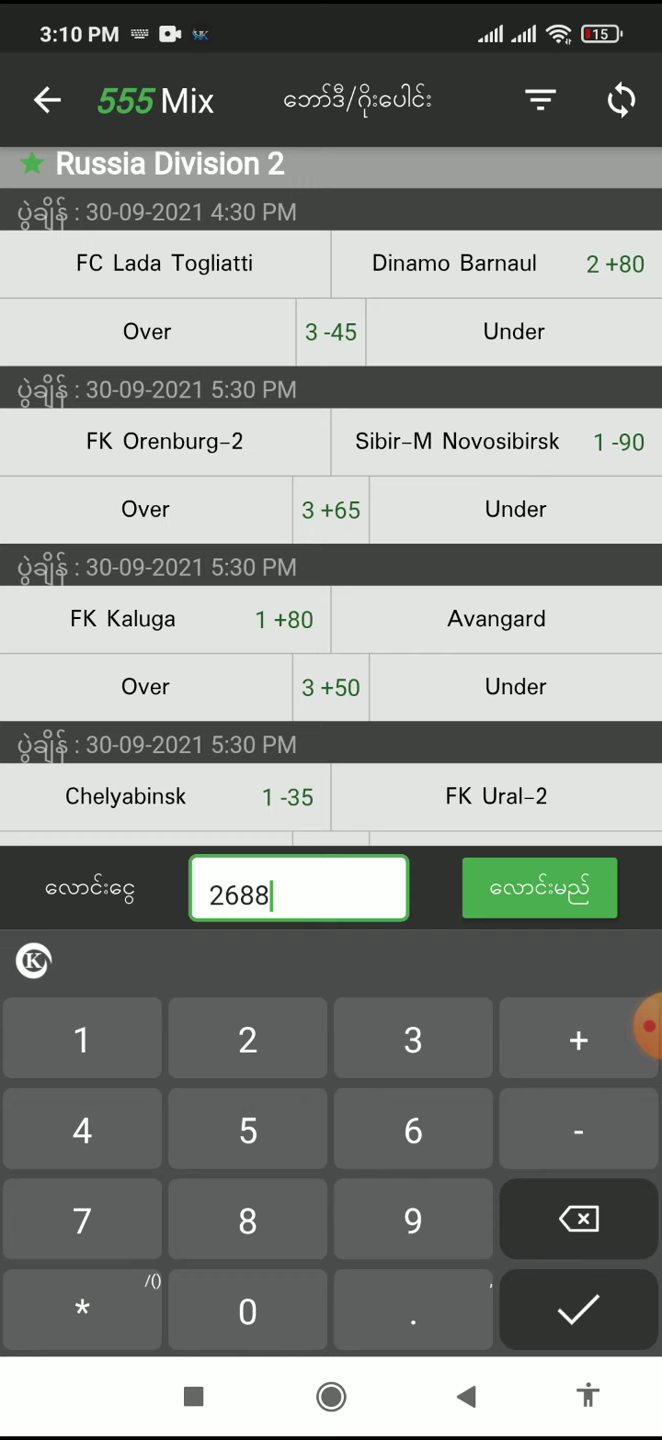 3:10 PM 15
555 Mix ဘော်ဒီ/ဂိုးပေါင်း
Russia Division 2
ပွဲချိန် : 30-09-2021 4:30 PM
FC Lada Togliatti Dinamo Barnaul 2 +80
Over 3 -45 Under
ပွဲချိန် : 30-09-2021 5:30 PM
FK Orenburg-2 Sibir-M Novosibirsk 1 -90
Over 3 +65 Under
ပွဲချိန် : 30-09-2021 5:30 PM
FK Kaluga 1 +80 Avangard
Over 3 +50 Under
ပွဲချိန် : 30-09-2021 5:30 PM
Chelyabinsk 1 -35 FK Ural-2
လောင်းငွေ 2688 လောင်းမည်
K
1 2 3 +
4 5 6 -
7 8 9
* /() 0 . ,